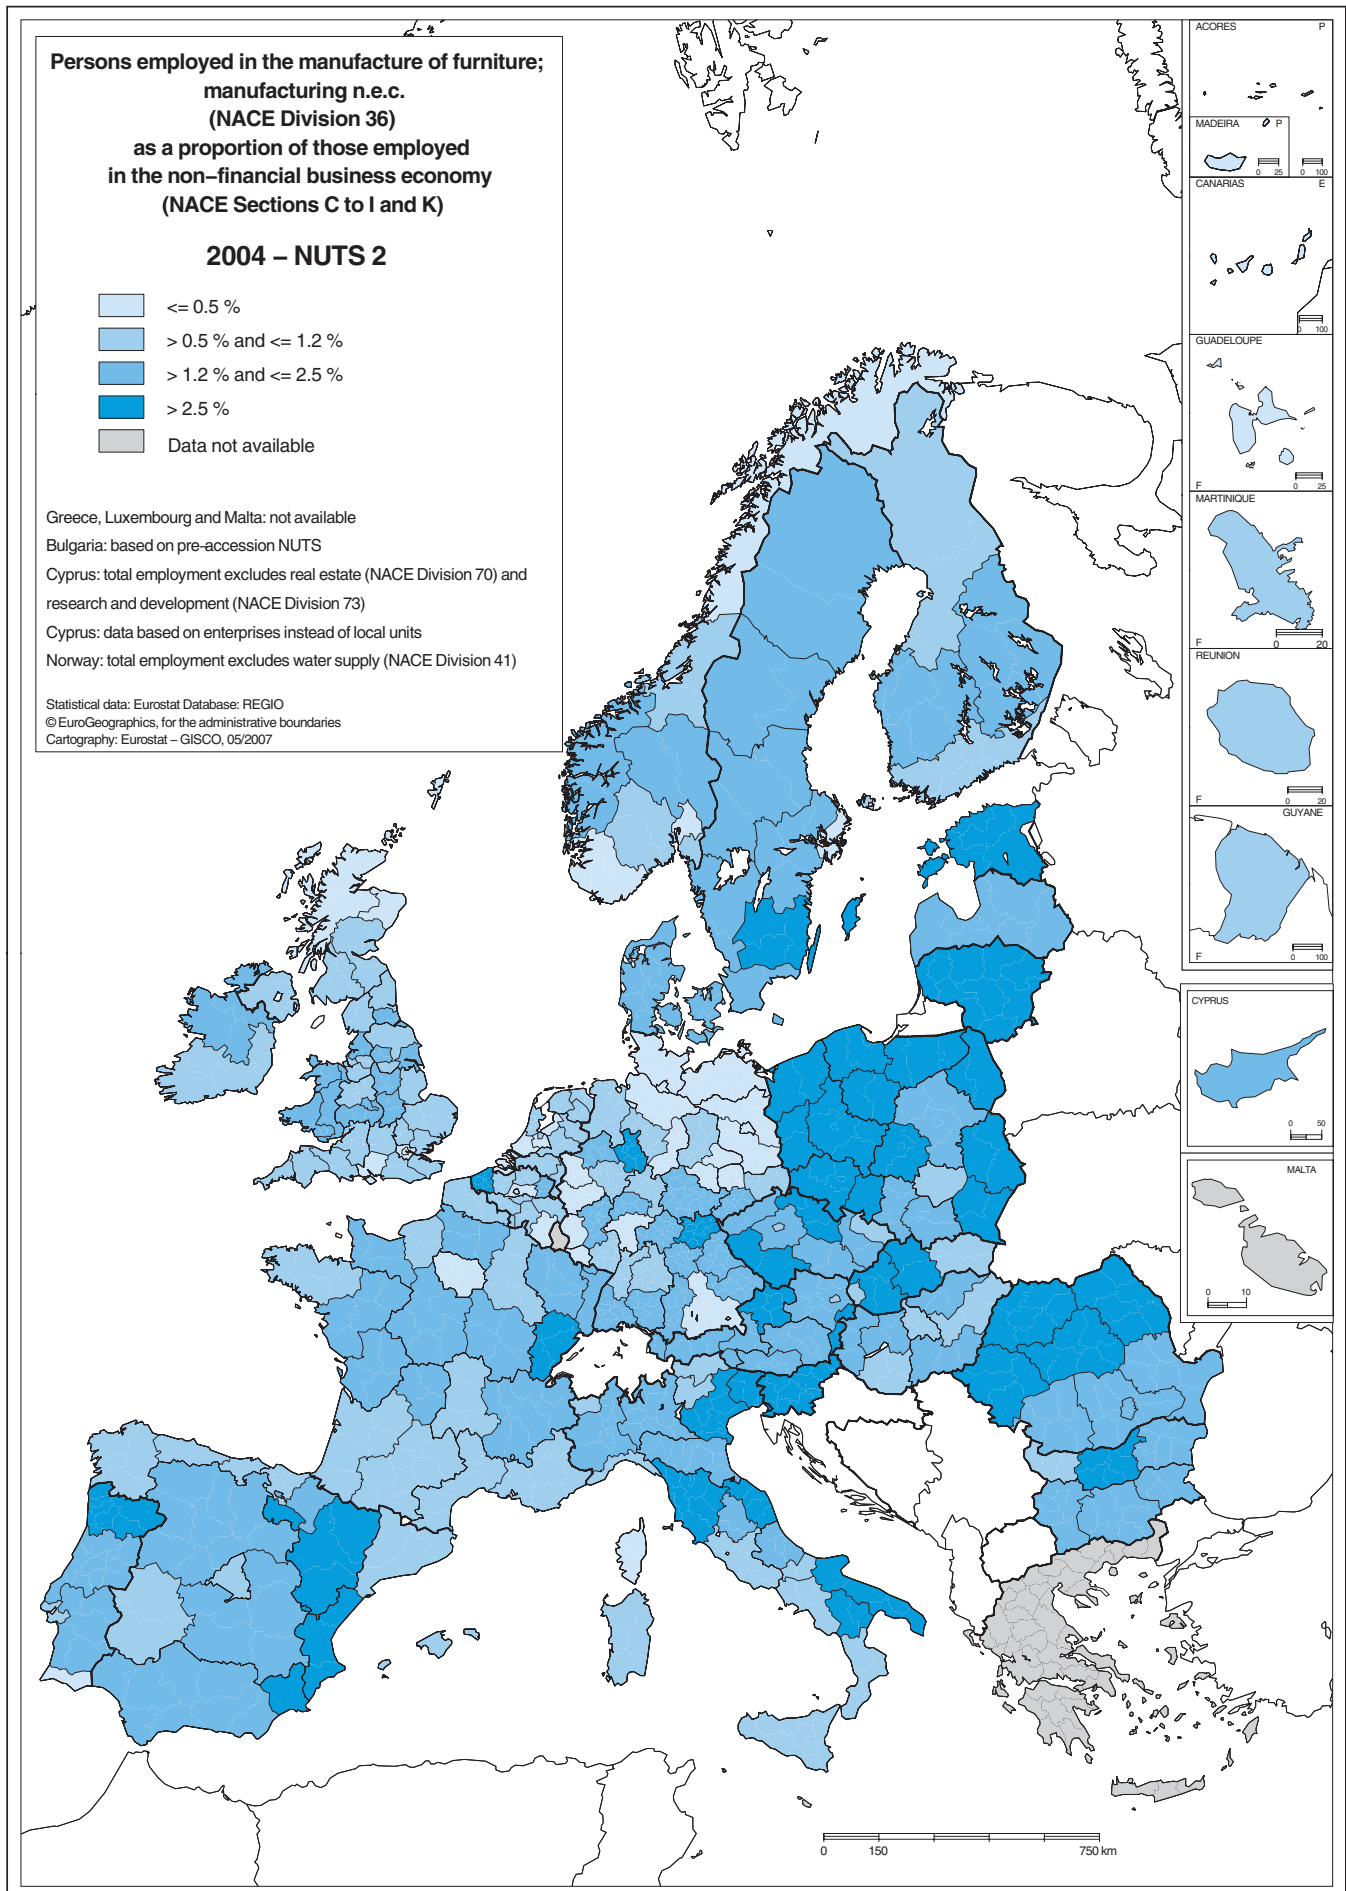 Persons employed in the manufacture of furniture;
manufacturing n.e.c.
(NACE Division 36)
as a proportion of those employed
in the non–financial business economy
(NACE Sections C to I and K)
2004 – NUTS 2
<= 0.5 %
> 0.5 % and <= 1.2 %
> 1.2 % and <= 2.5 %
> 2.5 %
Data not available
Greece, Luxembourg and Malta: not available
Bulgaria: based on pre-accession NUTS
Cyprus: total employment excludes real estate (NACE Division 70) and
research and development (NACE Division 73)
Cyprus: data based on enterprises instead of local units
Norway: total employment excludes water supply (NACE Division 41)
Statistical data: Eurostat Database: REGIO
© EuroGeographics, for the administrative boundaries
Cartography: Eurostat – GISCO, 05/2007
ACORES P
MADEIRA P
0 25 0 100
CANARIAS E
0 100
GUADELOUPE
F 0 25
MARTINIQUE
F 0 20
REUNION
F 0 20
GUYANE
F 0 100
CYPRUS
0 50
MALTA
0 10
0 150 750 km